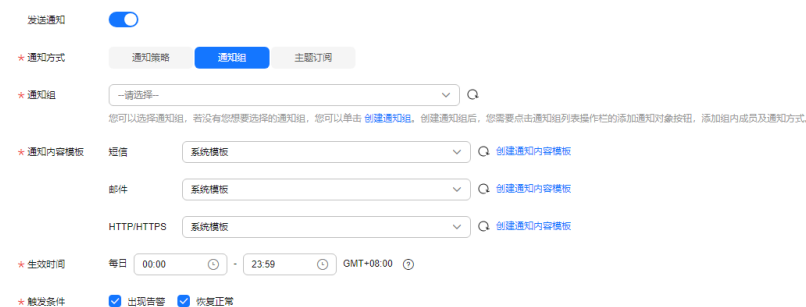 发送通知
* 通知方式 通知策略 通知组 主题订阅
* 通知组 --请选择--
您可以选择通知组，若没有您想要选择的通知组，您可以单击 创建通知组。创建通知组后，您需要点击通知组列表操作栏的添加通知对象按钮，添加组内成员及通知方式。
* 通知内容模板 短信 系统模板 创建通知内容模板
邮件 系统模板 创建通知内容模板
HTTP/HTTPS 系统模板 创建通知内容模板
* 生效时间 每日 00:00 - 23:59 GMT+08:00 ?
* 触发条件 出现告警 恢复正常